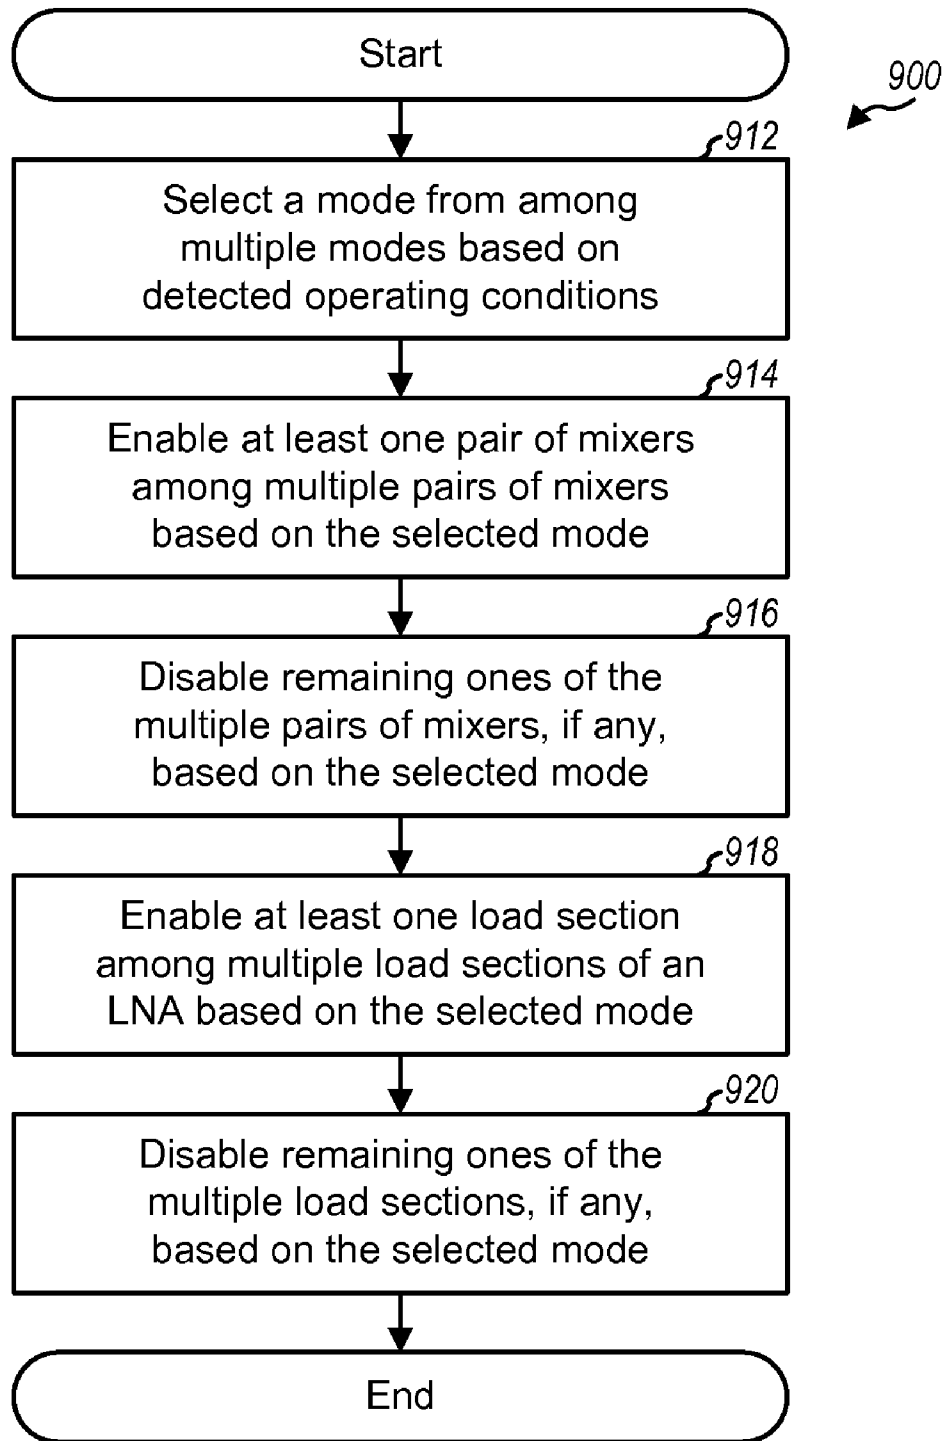 Start
900
912
Select a mode from among
multiple modes based on
detected operating conditions
914
Enable at least one pair of mixers
among multiple pairs of mixers
based on the selected mode
916
Disable remaining ones of the
multiple pairs of mixers, if any,
based on the selected mode
918
Enable at least one load section
among multiple load sections of an
LNA based on the selected mode
920
Disable remaining ones of the
multiple load sections, if any,
based on the selected mode
End